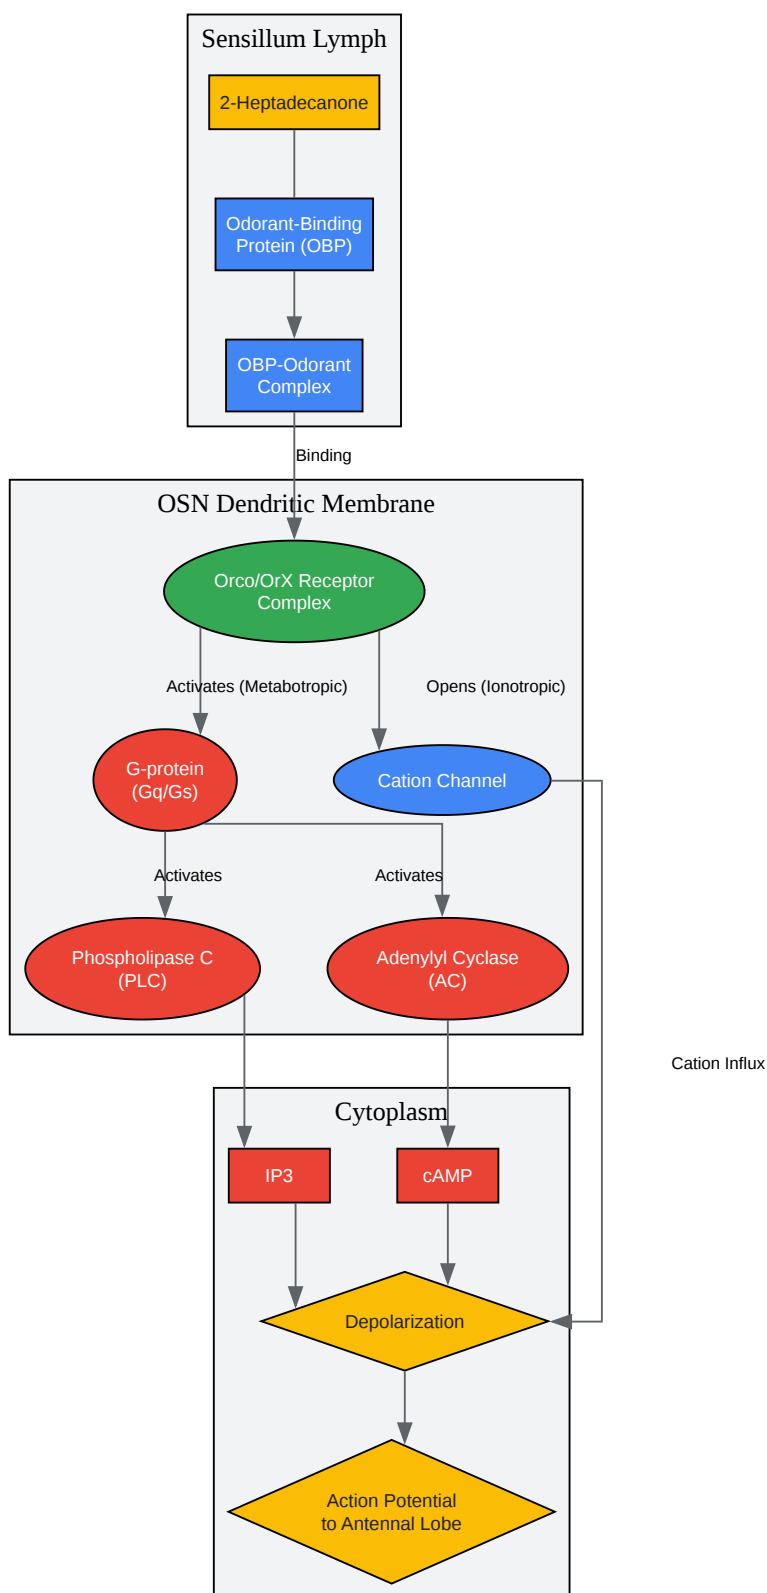 Sensillum Lymph
2-Heptadecanone
Odorant-Binding
Protein (OBP)
OBP-Odorant
Complex
Binding
OSN Dendritic Membrane
Orco/OrX Receptor
Complex
Activates (Metabotropic)
Opens (Ionotropic)
G-protein
(Gq/Gs)
Cation Channel
Activates
Activates
Phospholipase C
(PLC)
Adenylyl Cyclase
(AC)
Cation Influx
Cytoplasm
IP3
cAMP
Depolarization
Action Potential
to Antennal Lobe